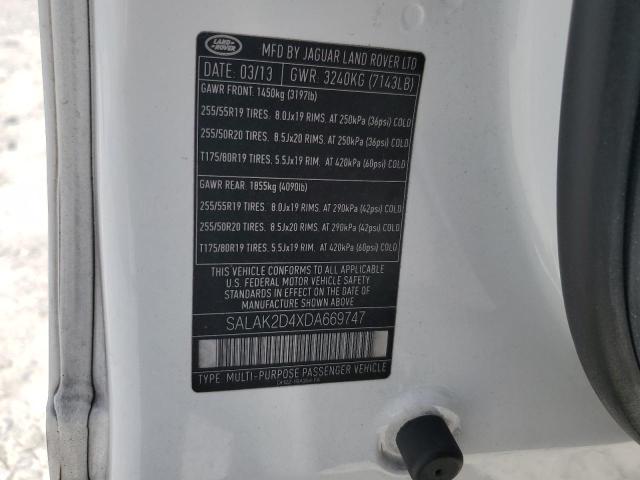 LAND ROVER
MFD BY JAGUAR LAND ROVER LTD
DATE: 03/13 GWR: 3240KG (7143LB)
GAWR FRONT: 1450kg (3197lb)
255/55R19 TIRES. 8.0Jx19 RIMS. AT 250kPa (36psi) COLD
255/50R20 TIRES. 8.5Jx20 RIMS. AT 250kPa (36psi) COLD
T175/80R19 TIRES. 5.5Jx19 RIM. AT 420kPa (60psi) COLD
GAWR REAR: 1855kg (4090lb)
255/55R19 TIRES. 8.0Jx19 RIMS. AT 290kPa (42psi) COLD
255/50R20 TIRES. 8.5Jx20 RIMS. AT 290kPa (42psi) COLD
T175/80R19 TIRES. 5.5Jx19 RIM. AT 420kPa (60psi) COLD
THIS VEHICLE CONFORMS TO ALL APPLICABLE
U.S. FEDERAL MOTOR VEHICLE SAFETY
STANDARDS IN EFFECT ON THE DATE OF
MANUFACTURE SHOWN ABOVE.
SALAK2D4XDA669747
TYPE: MULTI-PURPOSE PASSENGER VEHICLE